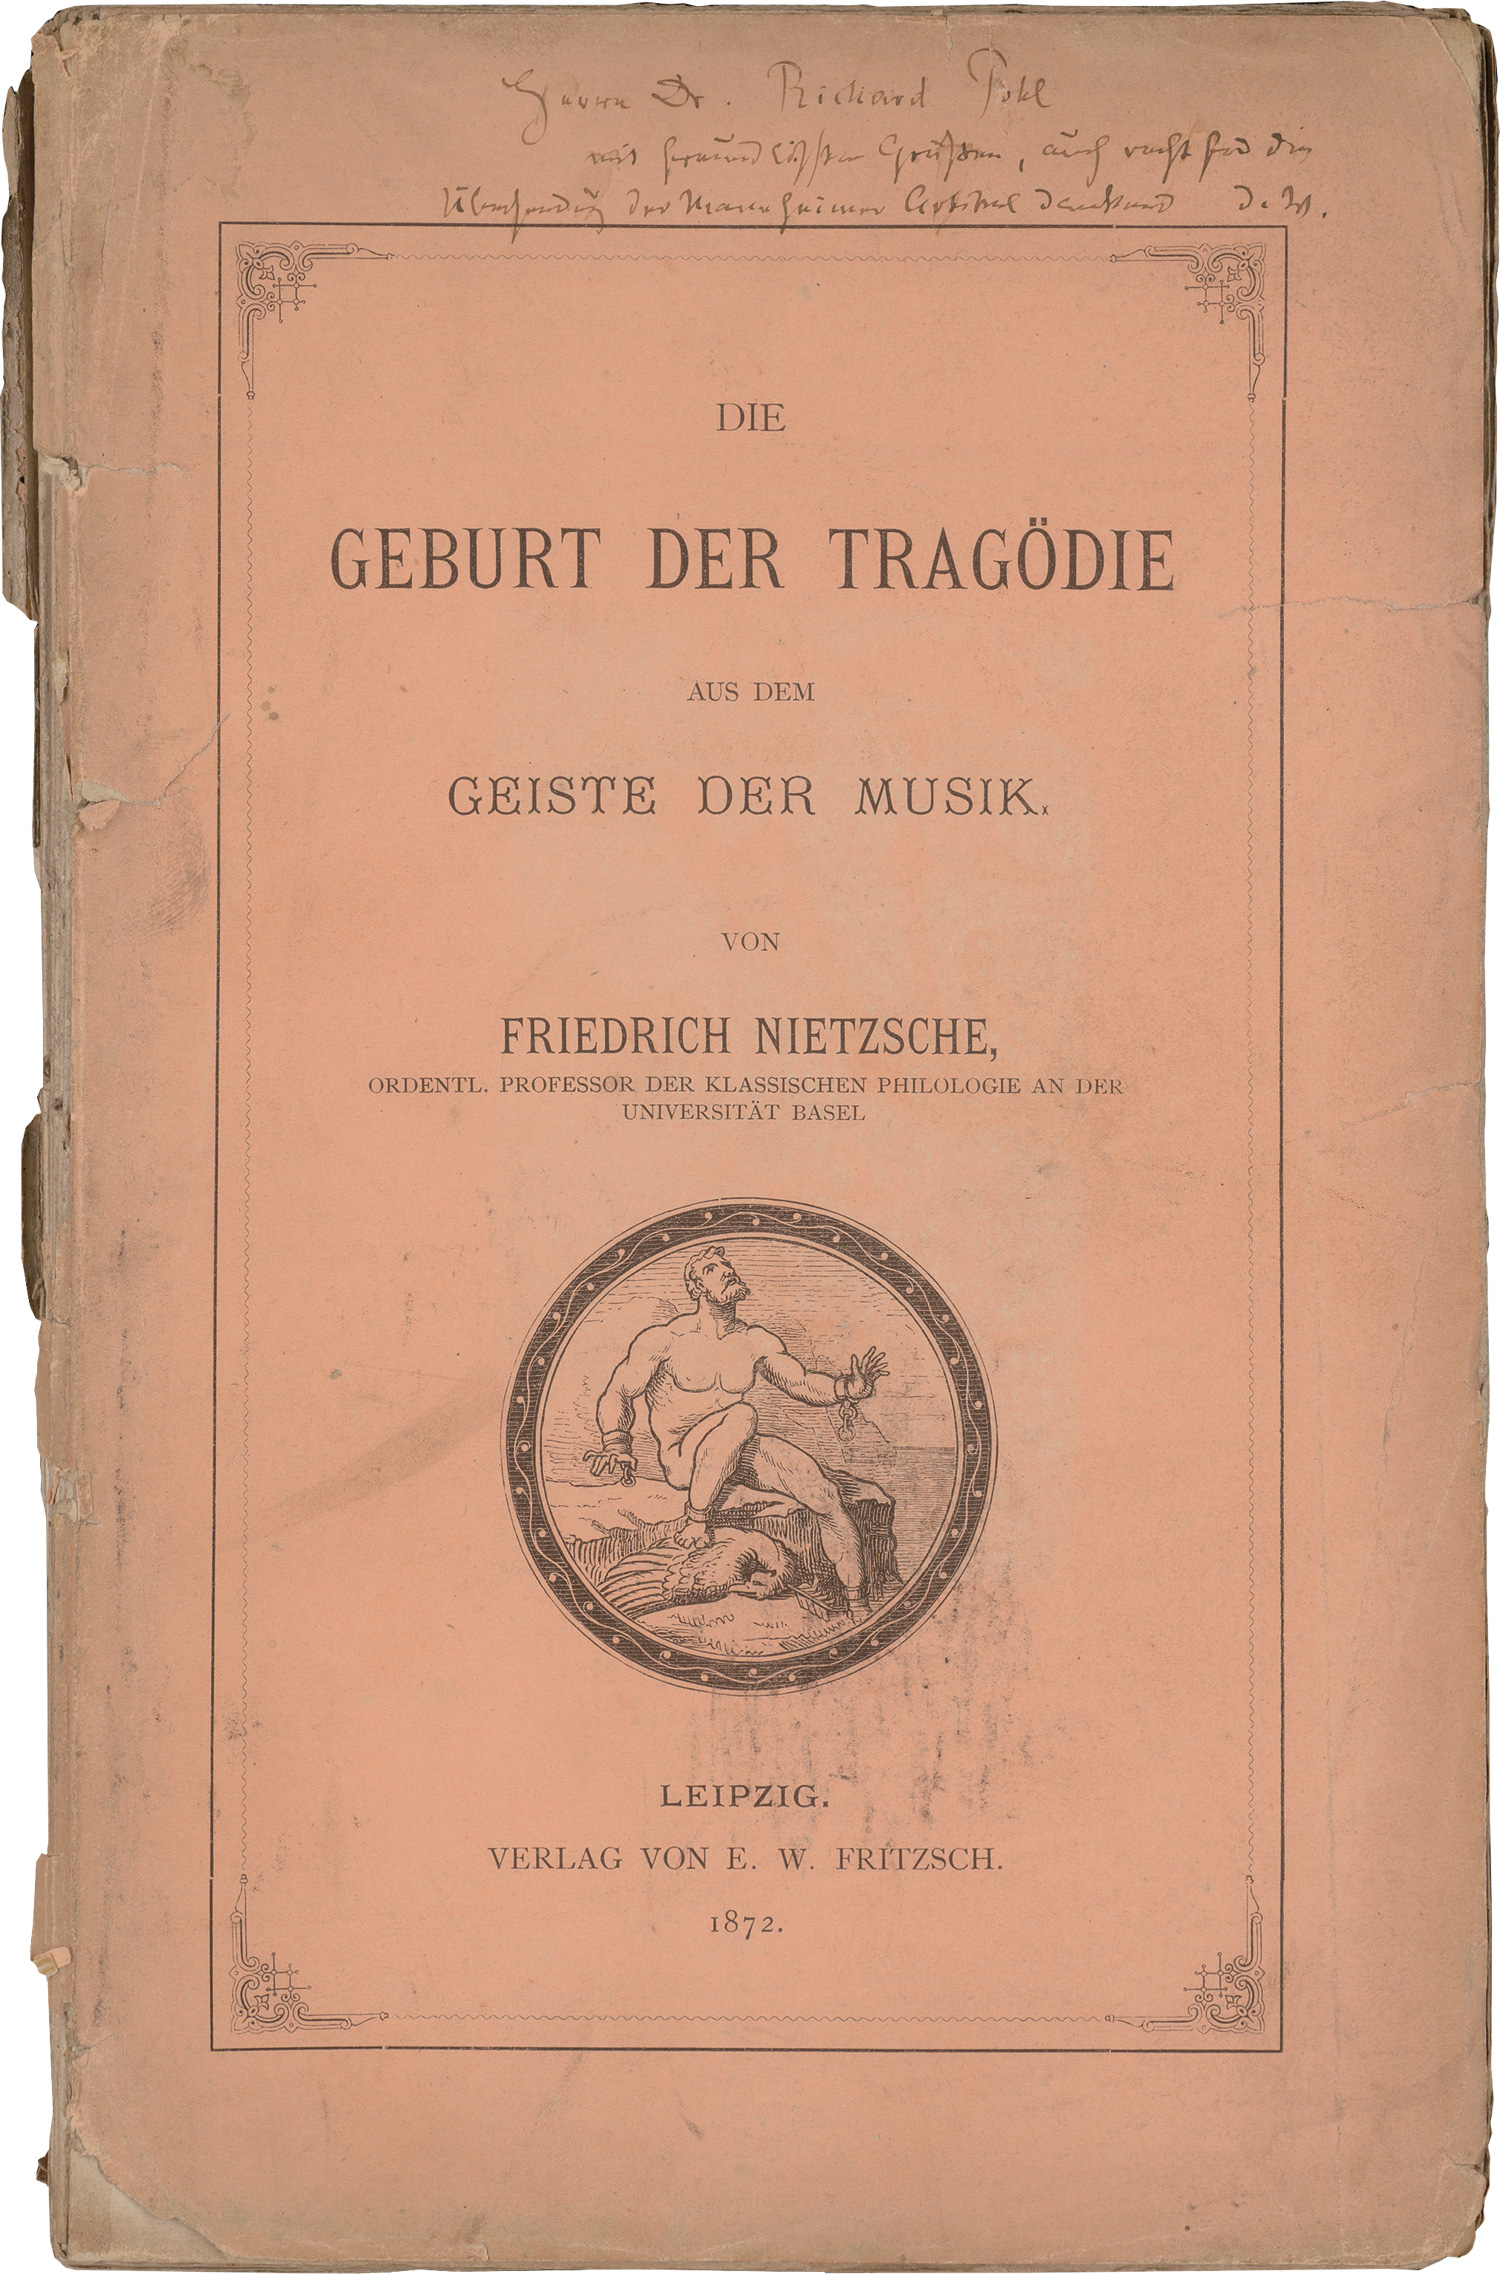 Herrn Dr. Richard Pohl
mit freundlichsten Grüßen, auch recht für die
Übersendung der Mannheimer Artikel dankend
DIE
GEBURT DER TRAGÖDIE
AUS DEM
GEISTE DER MUSIK.
VON
FRIEDRICH NIETZSCHE,
ORDENTL. PROFESSOR DER KLASSISCHEN PHILOLOGIE AN DER
UNIVERSITÄT BASEL
LEIPZIG.
VERLAG VON E. W. FRITZSCH.
1872.